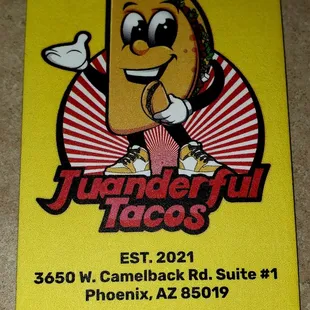 Juanderful
Tacos
EST. 2021
3650 W. Camelback Rd. Suite #1
Phoenix, AZ 85019